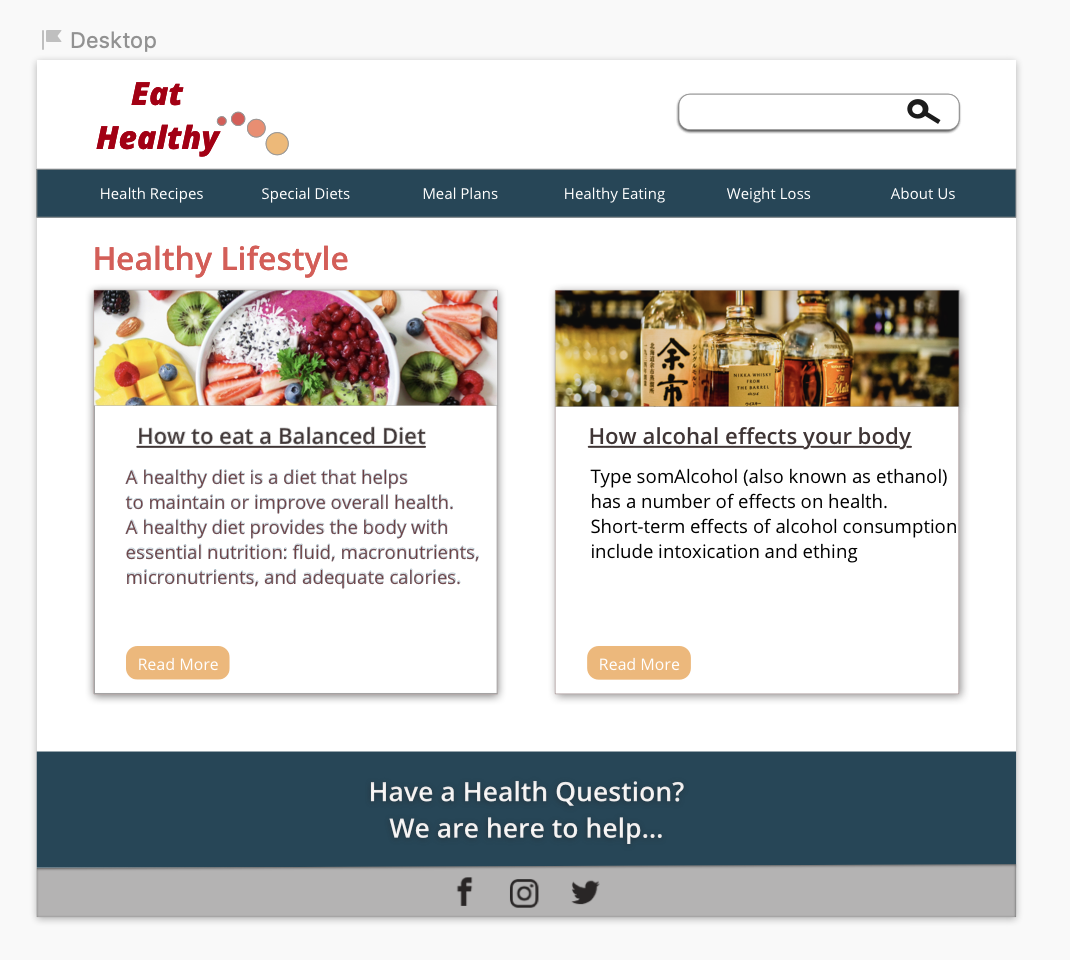 Desktop
Eat
Healthy
Health Recipes Special Diets Meal Plans Healthy Eating Weight Loss About Us
Healthy Lifestyle
余
市
NIKKA WHISKY
FROM
THE BARREL
How to eat a Balanced Diet
A healthy diet is a diet that helps
to maintain or improve overall health.
A healthy diet provides the body with
essential nutrition: fluid, macronutrients,
micronutrients, and adequate calories.
Read More
How alcohal effects your body
Type somAlcohol (also known as ethanol)
has a number of effects on health.
Short-term effects of alcohol consumption
include intoxication and ething
Read More
Have a Health Question?
We are here to help...